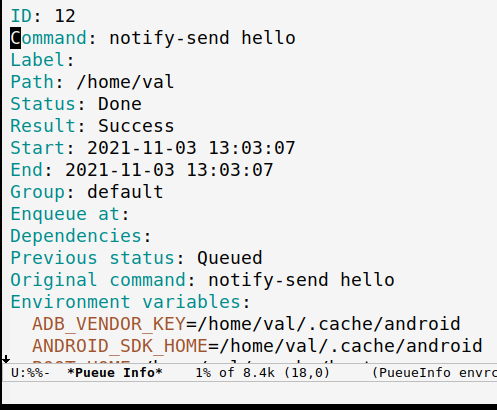 ID: 12
Command: notify-send hello
Label:
Path: /home/val
Status: Done
Result: Success
Start: 2021-11-03 13:03:07
End: 2021-11-03 13:03:07
Group: default
Enqueue at:
Dependencies:
Previous status: Queued
Original command: notify-send hello
Environment variables:
ADB_VENDOR_KEY=/home/val/.cache/android
ANDROID_SDK_HOME=/home/val/.cache/android
U:%%- *Pueue Info* 1% of 8.4k (18,0) (PueueInfo envrc